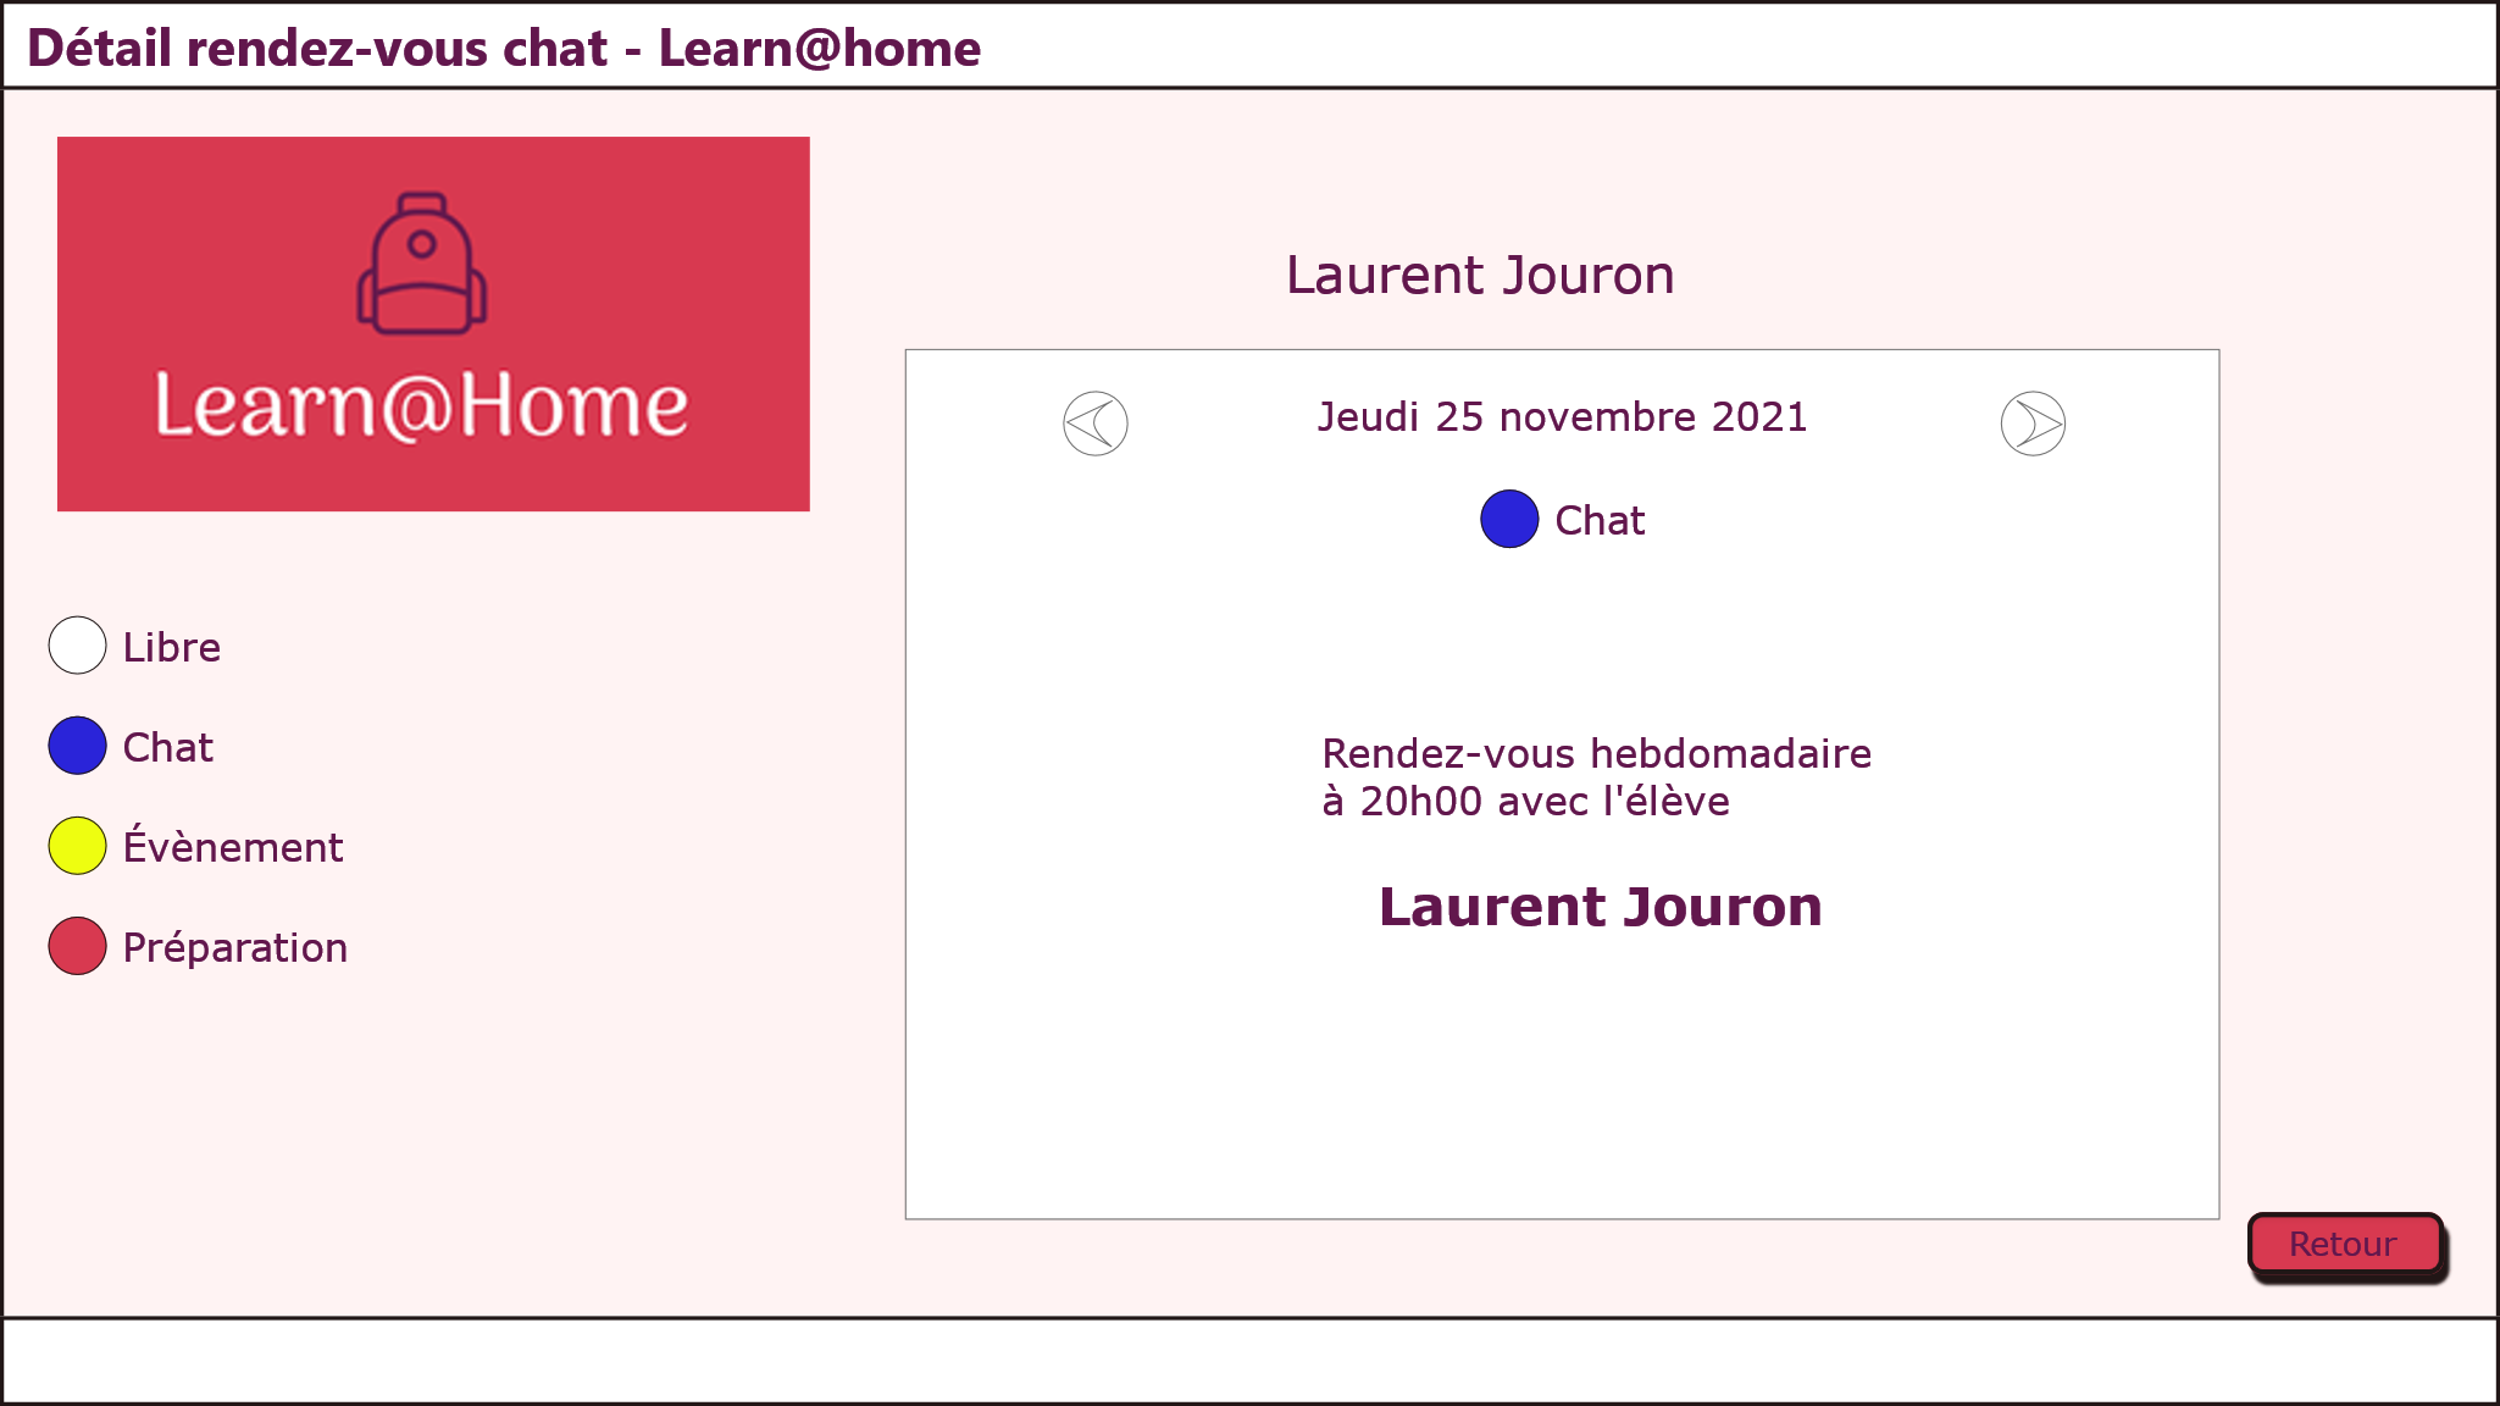 Détail rendez-vous chat - Learn@home
Learn@Home
Laurent Jouron
Jeudi 25 novembre 2021
Chat
Libre
Chat
Évènement
Préparation
Rendez-vous hebdomadaire
à 20h00 avec l'élève
Laurent Jouron
Retour